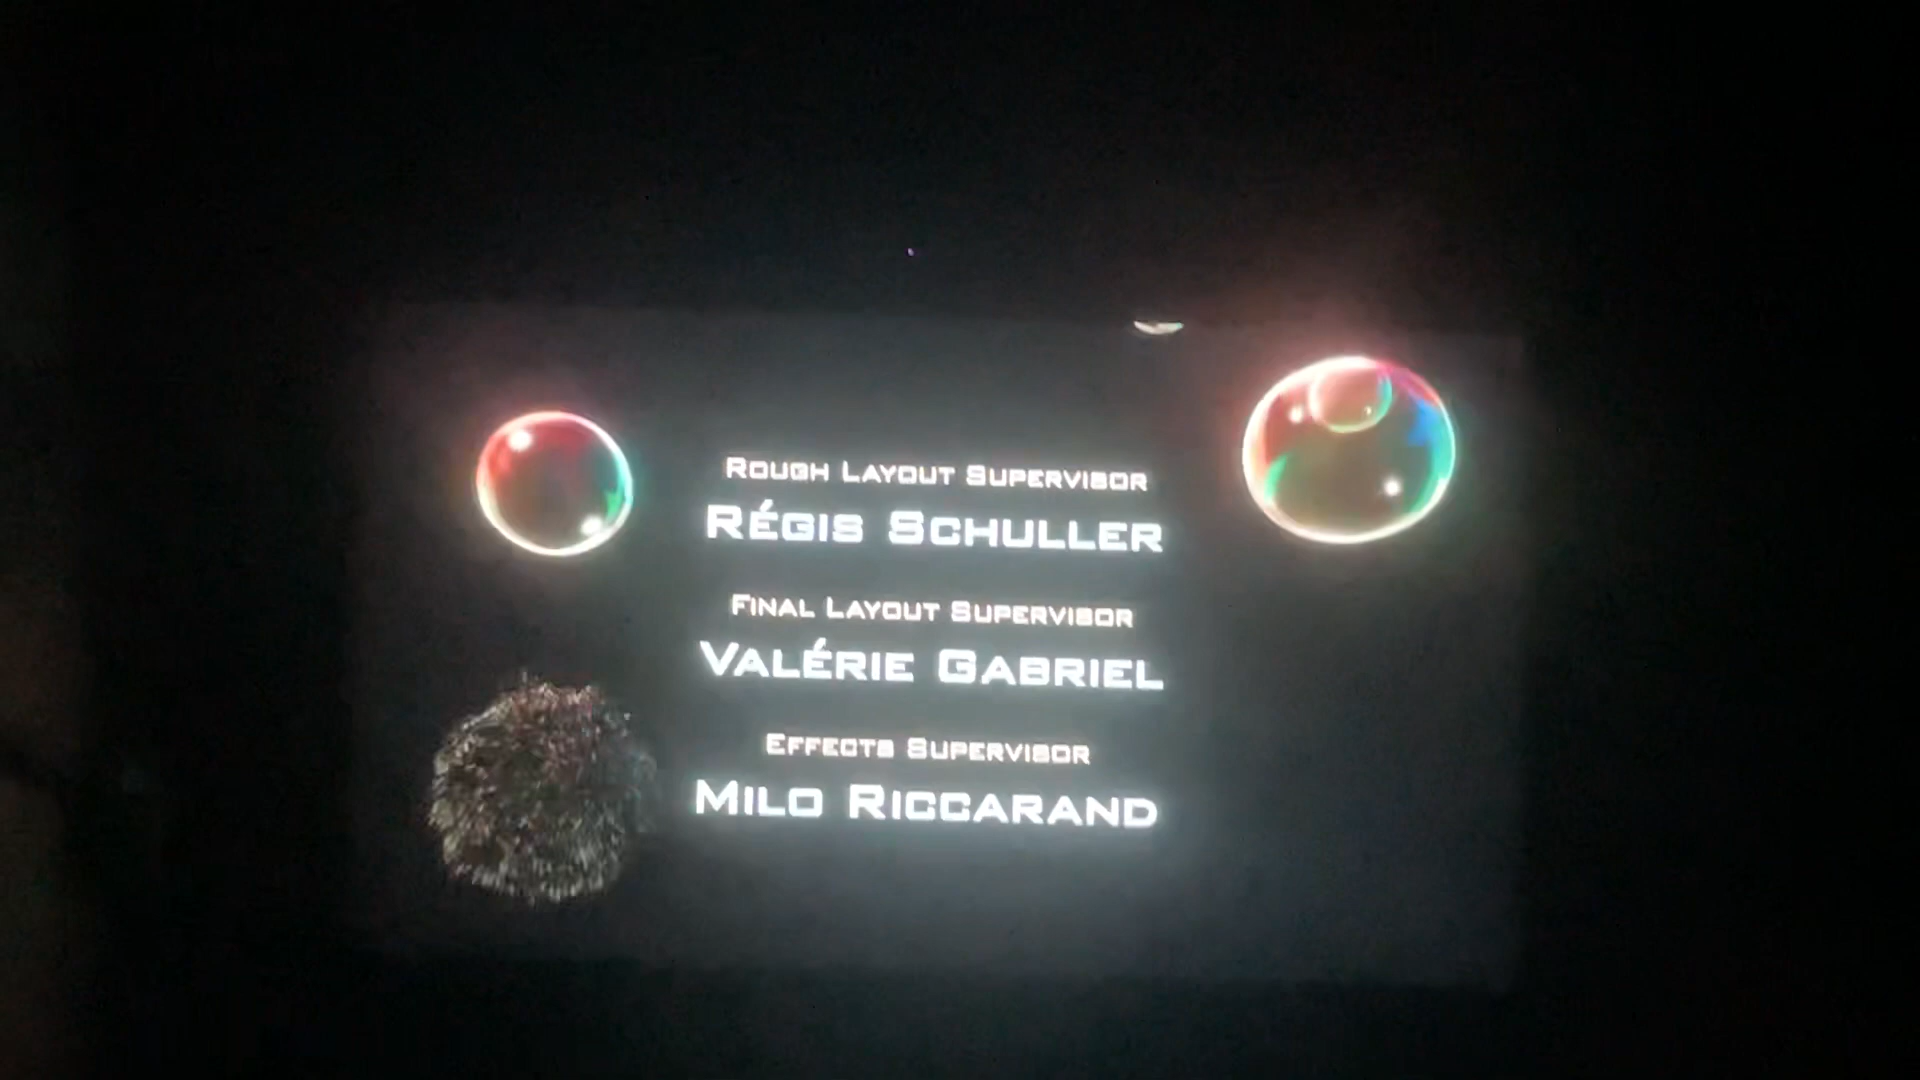 Rough Layout Supervisor
Régis Schuller
Final Layout Supervisor
Valérie Gabriel
Effects Supervisor
Milo Riccarand